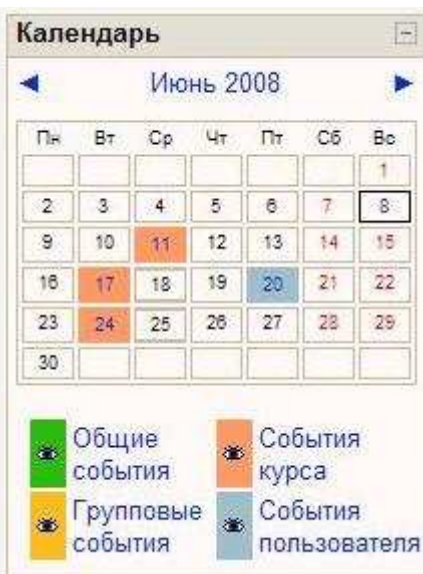 Календарь
Июнь 2008
Пн Вт Ср Чт Пт Сб Вс
1
2 3 4 5 6 7 8
9 10 11 12 13 14 15
16 17 18 19 20 21 22
23 24 25 26 27 28 29
30
Общие События
события курса
Групповые События
события пользователя